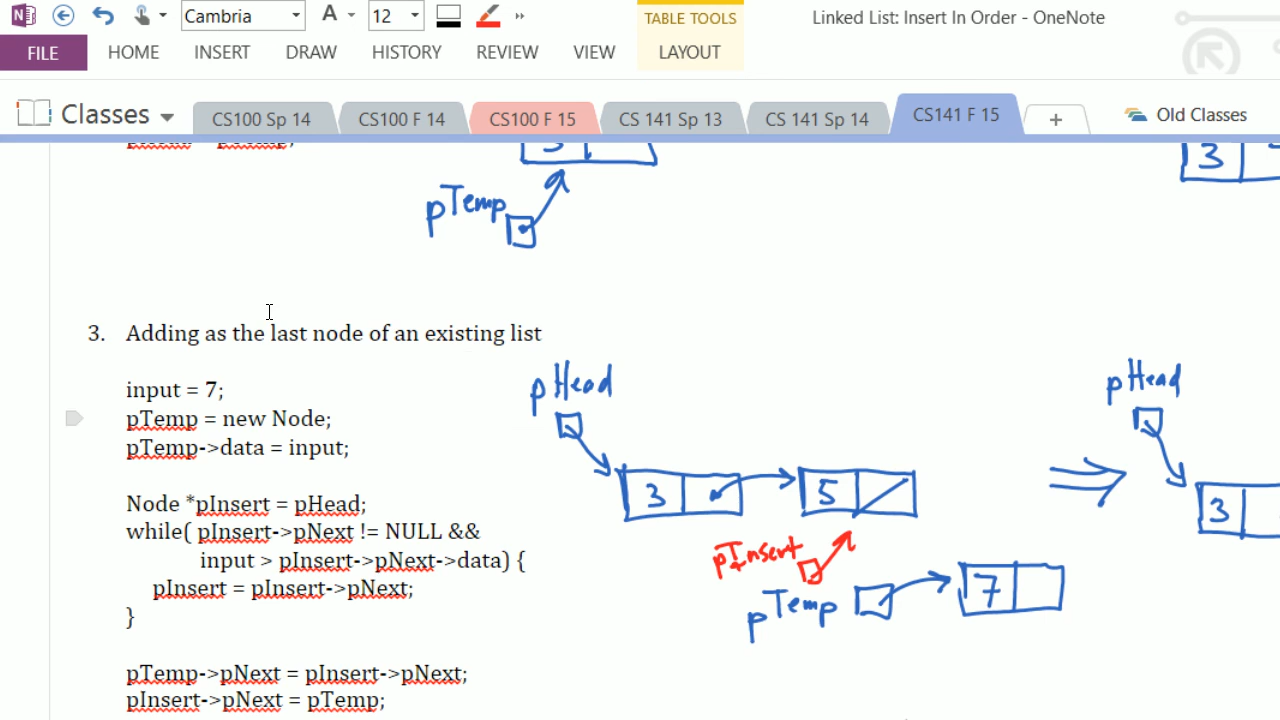 Cambria
A
12
TABLE TOOLS
Linked List: Insert In Order - OneNote
FILE
HOME
INSERT
DRAW
HISTORY
REVIEW
VIEW
LAYOUT
Classes
CS100 Sp 14
CS100 F 14
CS100 F 15
CS 141 Sp 13
CS 141 Sp 14
CS141 F 15
+
Old Classes
3
3
pTemp
3. Adding as the last node of an existing list
input = 7;
pTemp = new Node;
pTemp->data = input;
Node *pInsert = pHead;
while( pInsert->pNext != NULL &&
input > pInsert->pNext->data) {
pInsert = pInsert->pNext;
}
pTemp->pNext = pInsert->pNext;
pInsert->pNext = pTemp;
pHead
3
5
pInsert
pTemp
7
pHead
3